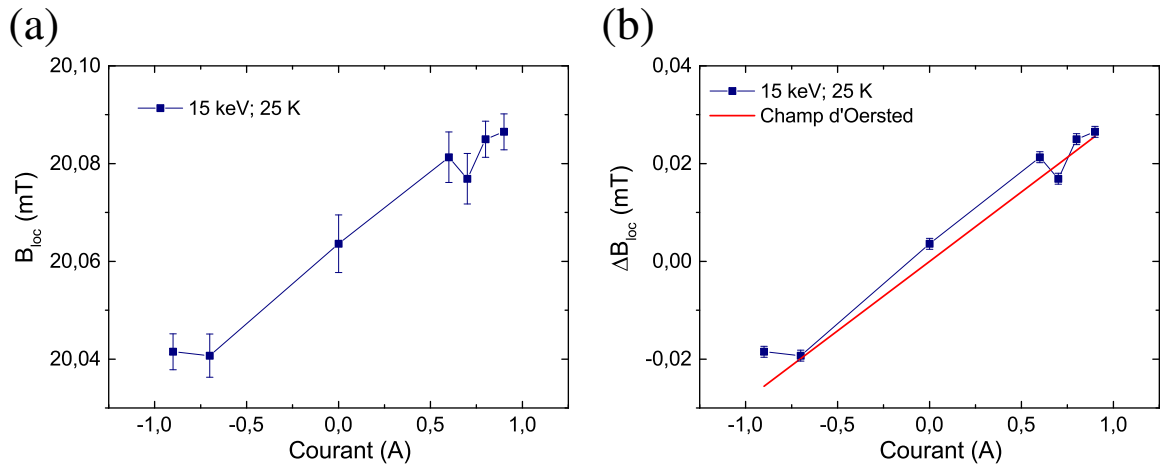 (a)
20,10
20,08
20,06
20,04
B_loc (mT)
15 keV; 25 K
-1,0 -0,5 0,0 0,5 1,0
Courant (A)
(b)
0,04
0,02
0,00
-0,02
ΔB_loc (mT)
15 keV; 25 K
Champ d'Oersted
-1,0 -0,5 0,0 0,5 1,0
Courant (A)